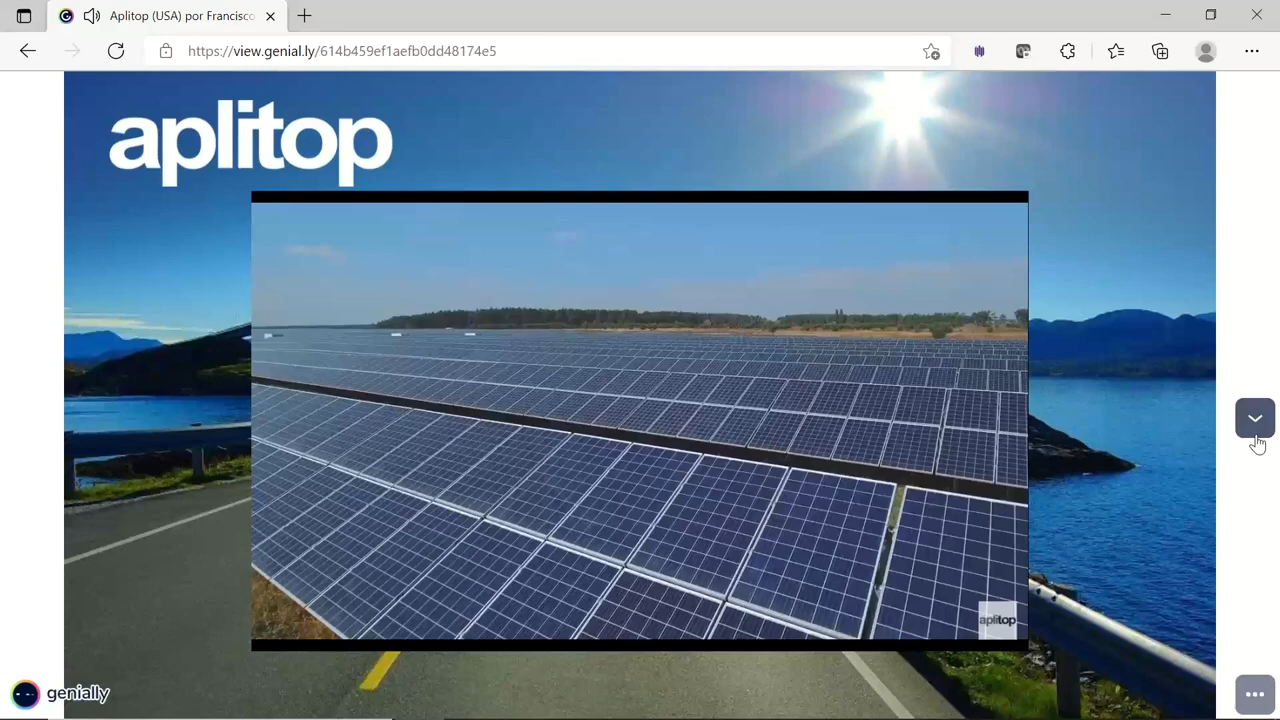 Aplitop (USA) por Francisco
https://view.genial.ly/614b459ef1aefb0dd48174e5
aplitop
aplitop
genially